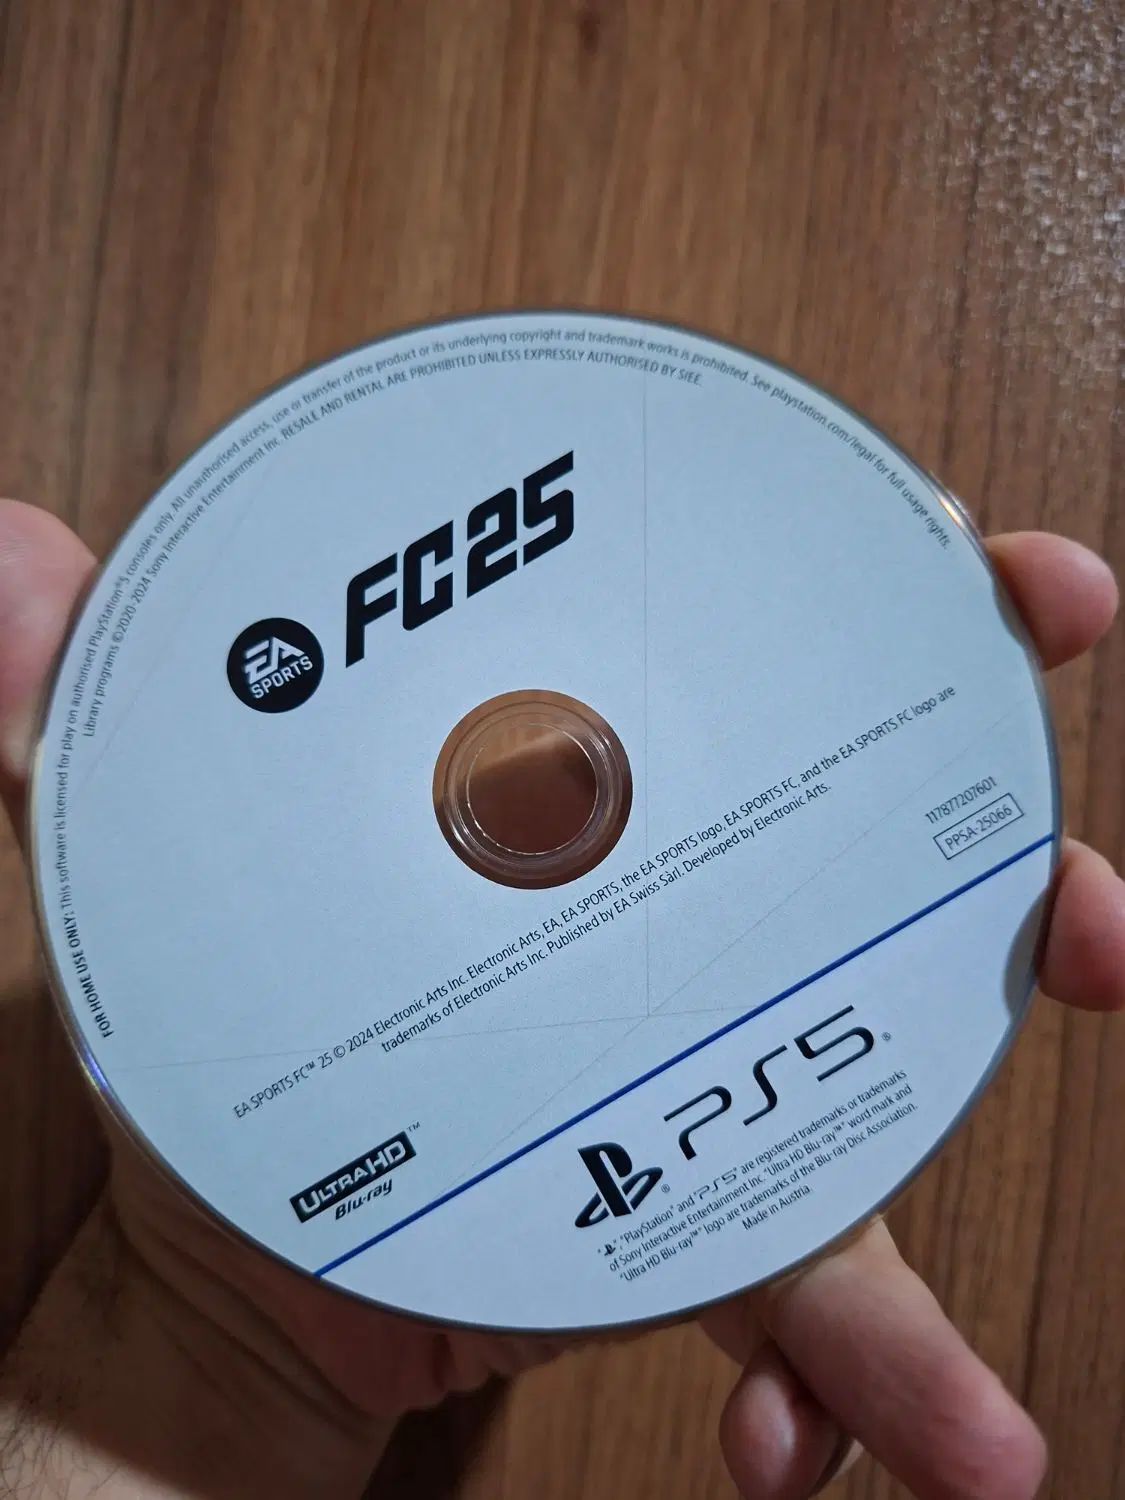 FOR HOME USE ONLY: This software is licensed for play on authorised PlayStation®5 consoles only. All unauthorised access, use or transfer of the product or its underlying copyright and trademark works is prohibited. See playstation.com/legal for full usage rights.
Library programs ©2020-2024 Sony Interactive Entertainment Inc. RESALE AND RENTAL ARE PROHIBITED UNLESS EXPRESSLY AUTHORISED BY SIEE.
EA SPORTS FC 25
117877207601
PPSA-25066
EA SPORTS FC™ 25 © 2024 Electronic Arts Inc. Electronic Arts, EA, EA SPORTS, the EA SPORTS logo, EA SPORTS FC, and the EA SPORTS FC logo are
trademarks of Electronic Arts Inc. Published by EA Swiss Sàrl. Developed by Electronic Arts.
ULTRA HD™
Blu-ray
PS5®
"PlayStation" and "PS5" are registered trademarks or trademarks
of Sony Interactive Entertainment Inc. "Ultra HD Blu-ray™" word mark and
"Ultra HD Blu-ray™" logo are trademarks of the Blu-ray Disc Association.
Made in Austria